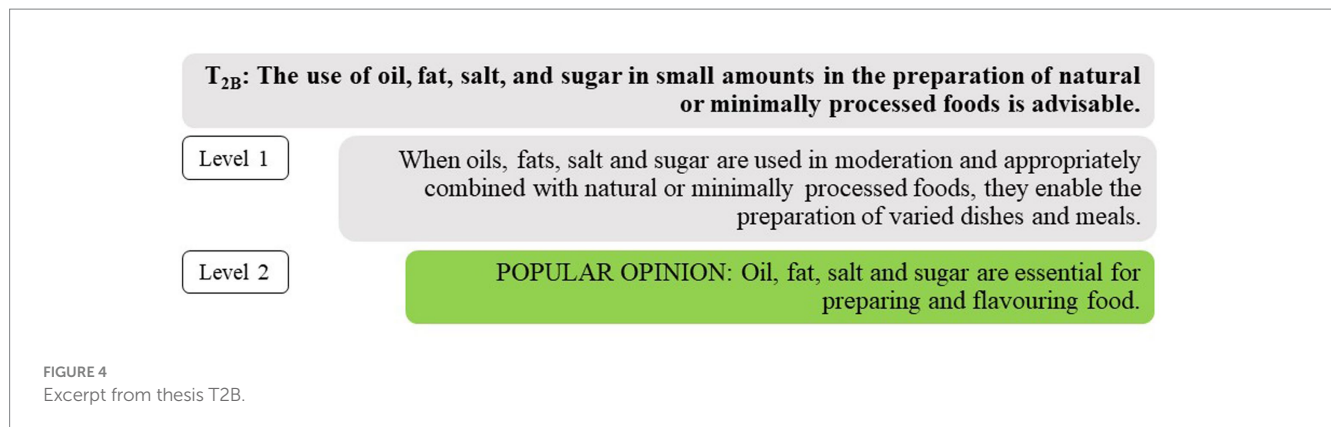 T2B: The use of oil, fat, salt, and sugar in small amounts in the preparation of natural
or minimally processed foods is advisable.
Level 1
When oils, fats, salt and sugar are used in moderation and appropriately
combined with natural or minimally processed foods, they enable the
preparation of varied dishes and meals.
Level 2
POPULAR OPINION: Oil, fat, salt and sugar are essential for
preparing and flavouring food.
FIGURE 4
Excerpt from thesis T2B.